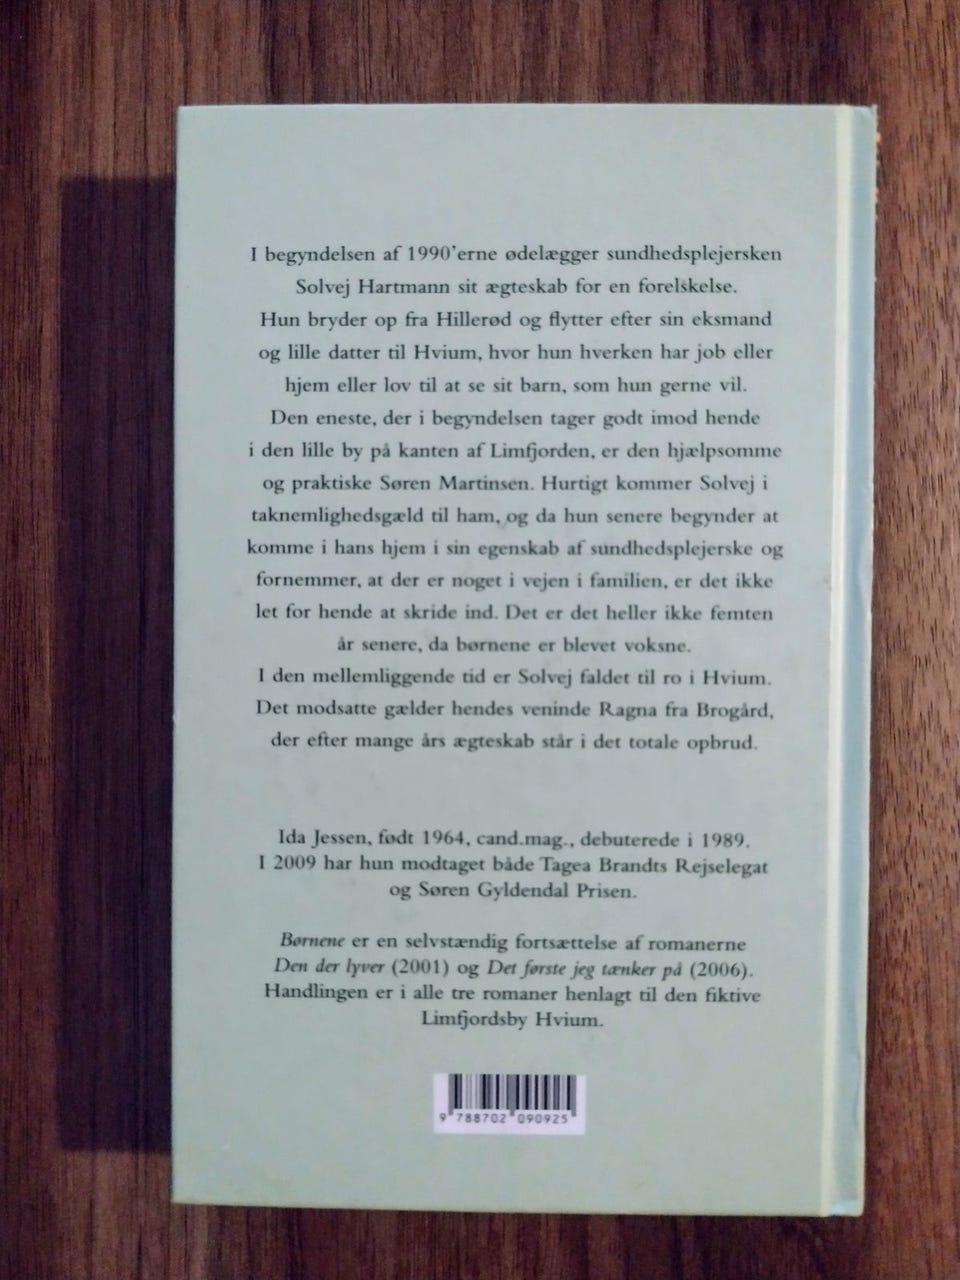 I begyndelsen af 1990'erne ødelægger sundhedsplejersken
Solvej Hartmann sit ægteskab for en forelskelse.
Hun bryder op fra Hillerød og flytter efter sin eksmand
og lille datter til Hvium, hvor hun hverken har job eller
hjem eller lov til at se sit barn, som hun gerne vil.
Den eneste, der i begyndelsen tager godt imod hende
i den lille by på kanten af Limfjorden, er den hjælpsomme
og praktiske Søren Martinsen. Hurtigt kommer Solvej i
taknemlighedsgæld til ham, og da hun senere begynder at
komme i hans hjem i sin egenskab af sundhedsplejerske og
fornemmer, at der er noget i vejen i familien, er det ikke
let for hende at skride ind. Det er det heller ikke femten
år senere, da børnene er blevet voksne.
I den mellemliggende tid er Solvej faldet til ro i Hvium.
Det modsatte gælder hendes veninde Ragna fra Brogård,
der efter mange års ægteskab står i det totale opbrud.
Ida Jessen, født 1964, cand.mag., debuterede i 1989.
I 2009 har hun modtaget både Tagea Brandts Rejselegat
og Søren Gyldendal Prisen.
Børnene er en selvstændig fortsættelse af romanerne
Den der lyver (2001) og Det første jeg tænker på (2006).
Handlingen er i alle tre romaner henlagt til den fiktive
Limfjordsby Hvium.
9 788702 090925